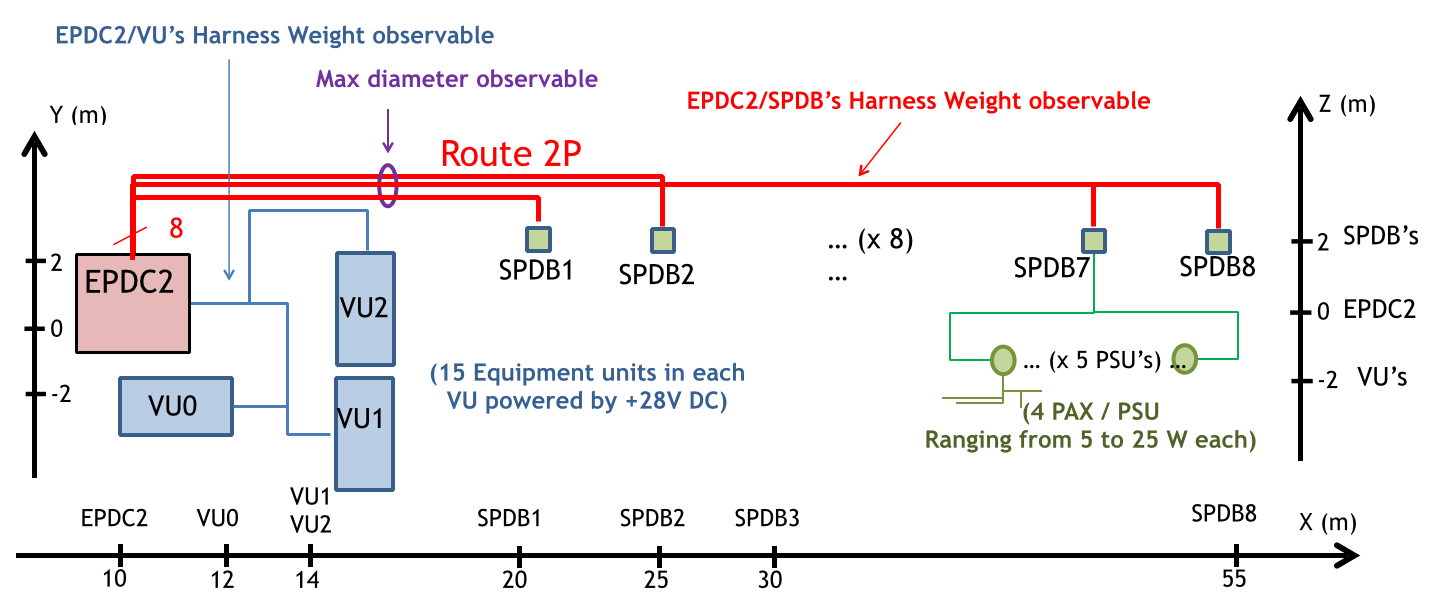 EPDC2/VU's Harness Weight observable
Max diameter observable
EPDC2/SPDB's Harness Weight observable
Y (m)
Z (m)
Route 2P
8
2
EPDC2
0
-2
VU2
VU0
VU1
SPDB1
SPDB2
... (x 8)
...
SPDB7
SPDB8
2 SPDB's
0 EPDC2
-2 VU's
(15 Equipment units in each
VU powered by +28V DC)
... (x 5 PSU's) ...
(4 PAX / PSU
Ranging from 5 to 25 W each)
EPDC2
VU0
VU1
VU2
SPDB1
SPDB2
SPDB3
SPDB8
X (m)
10
12
14
20
25
30
55